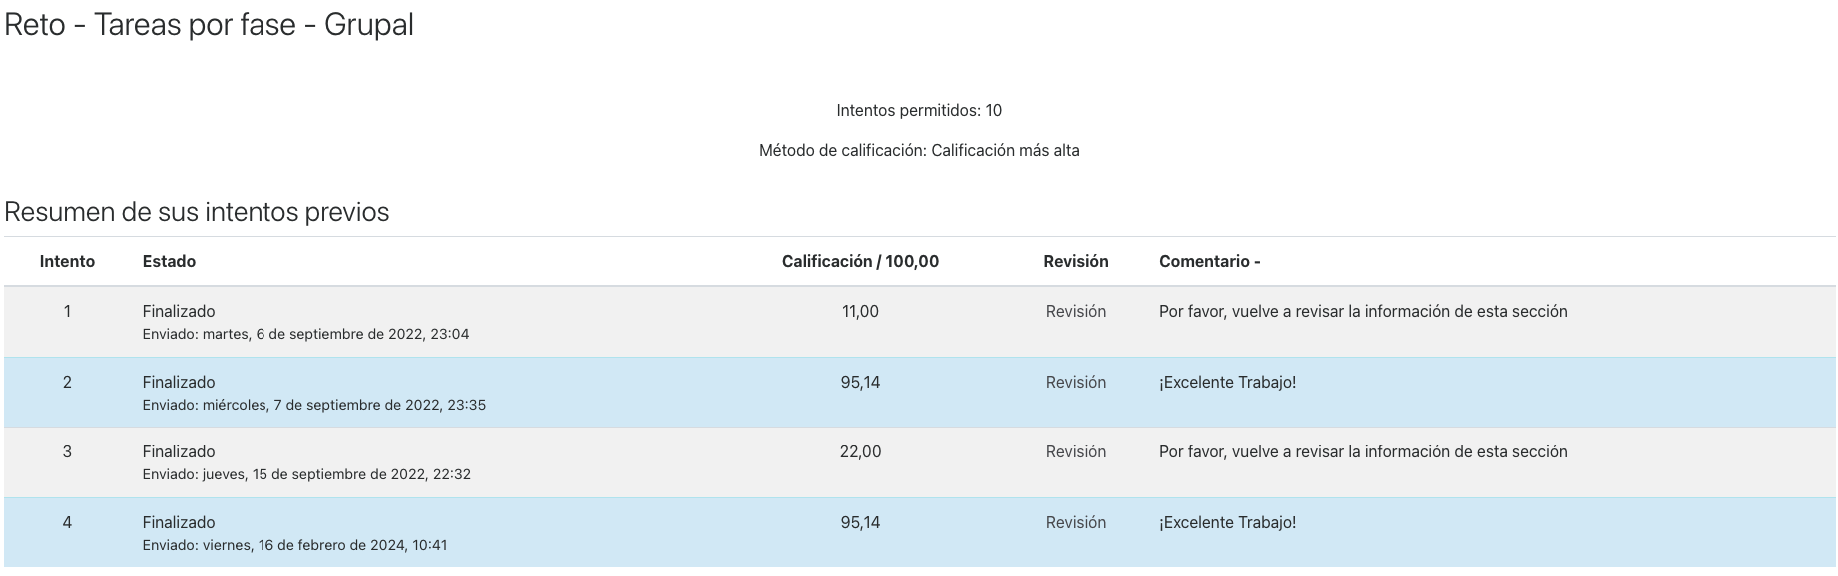 Reto - Tareas por fase - Grupal
Intentos permitidos: 10
Método de calificación: Calificación más alta
Resumen de sus intentos previos
Intento Estado Calificación / 100,00 Revisión Comentario -
1 Finalizado 11,00 Revisión Por favor, vuelve a revisar la información de esta sección
Enviado: martes, 6 de septiembre de 2022, 23:04
2 Finalizado 95,14 Revisión ¡Excelente Trabajo!
Enviado: miércoles, 7 de septiembre de 2022, 23:35
3 Finalizado 22,00 Revisión Por favor, vuelve a revisar la información de esta sección
Enviado: jueves, 15 de septiembre de 2022, 22:32
4 Finalizado 95,14 Revisión ¡Excelente Trabajo!
Enviado: viernes, 16 de febrero de 2024, 10:41